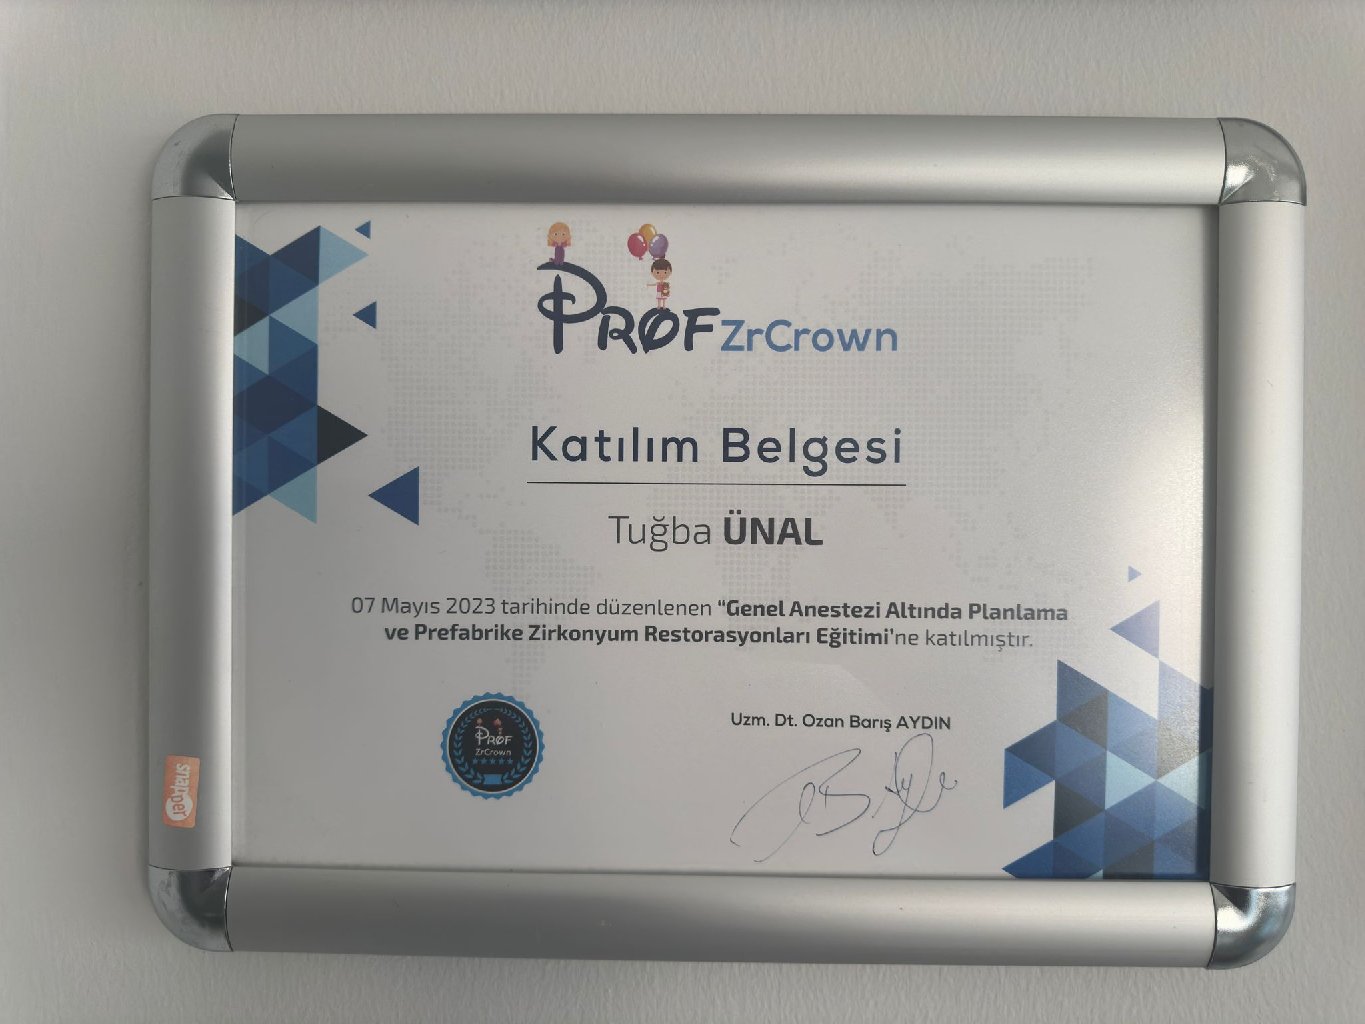 PROF ZrCrown
Katılım Belgesi
Tuğba ÜNAL
07 Mayıs 2023 tarihinde düzenlenen “Genel Anestezi Altında Planlama
ve Prefabrike Zirkonyum Restorasyonları Eğitimi’ne katılmıştır.
Uzm. Dt. Ozan Barış AYDIN
PROF
ZrCrown
snapper